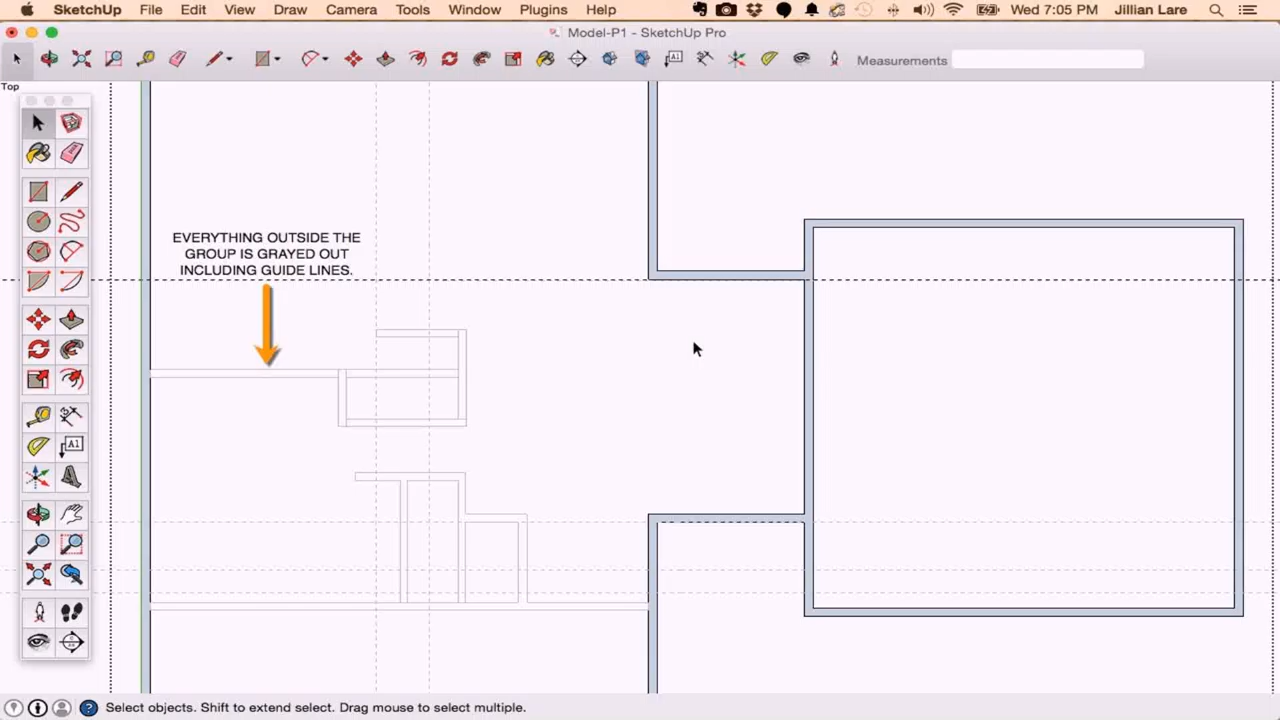 SketchUp File Edit View Draw Camera Tools Window Plugins Help Wed 7:05 PM Jillian Lare
Model-P1 - SketchUp Pro
Measurements
Top
EVERYTHING OUTSIDE THE
GROUP IS GRAYED OUT
INCLUDING GUIDE LINES.
A1
A1
Select objects. Shift to extend select. Drag mouse to select multiple.